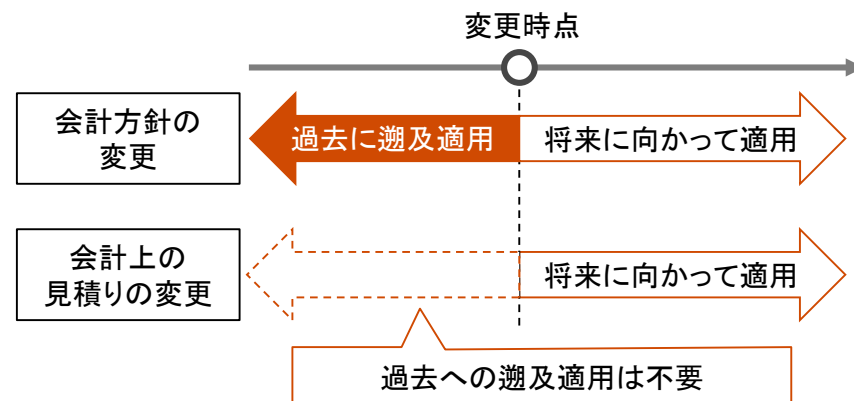 変更時点
会計方針の
変更
過去に遡及適用
将来に向かって適用
会計上の
見積りの変更
将来に向かって適用
過去への遡及適用は不要